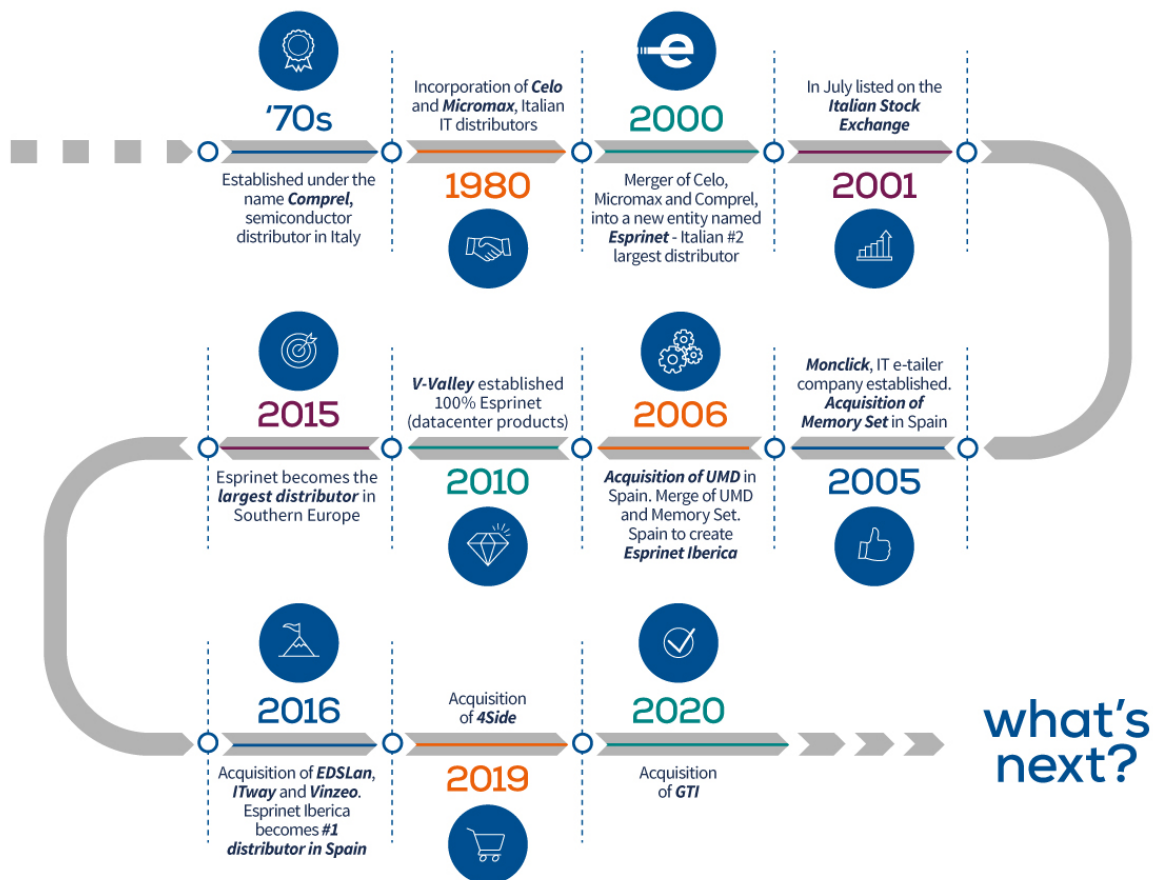 '70s
Established under the
name Comprel,
semiconductor
distributor in Italy
Incorporation of Celo
and Micromax, Italian
IT distributors
1980
e
2000
Merger of Celo,
Micromax and Comprel,
into a new entity named
Esprinet - Italian #2
largest distributor
In July listed on the
Italian Stock
Exchange
2001
Monclick, IT e-tailer
company established.
Acquisition of
Memory Set in Spain
2005
2006
Acquisition of UMD in
Spain. Merge of UMD
and Memory Set.
Spain to create
Esprinet Iberica
V-Valley established
100% Esprinet
(datacenter products)
2010
2015
Esprinet becomes the
largest distributor in
Southern Europe
2016
Acquisition of EDSLan,
ITway and Vinzeo.
Esprinet Iberica
becomes #1
distributor in Spain
Acquisition
of 4Side
2019
2020
Acquisition
of GTI
what's
next?